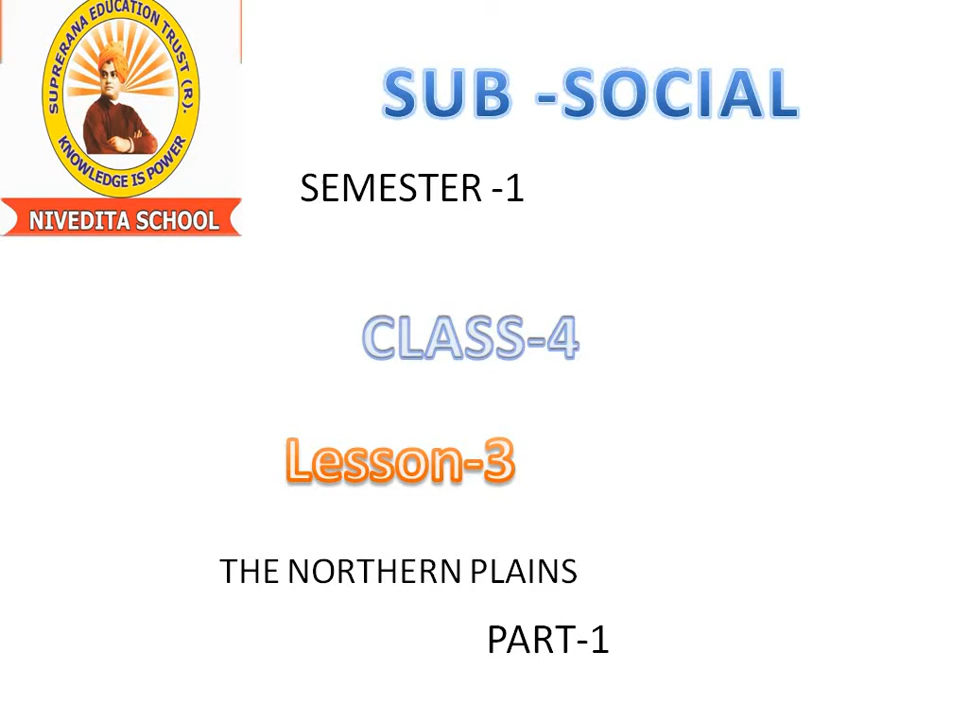 SUPRERANA EDUCATION TRUST (R).
KNOWLEDGE IS POWER
NIVEDITA SCHOOL
SUB -SOCIAL
SEMESTER -1
CLASS-4
Lesson-3
THE NORTHERN PLAINS
PART-1